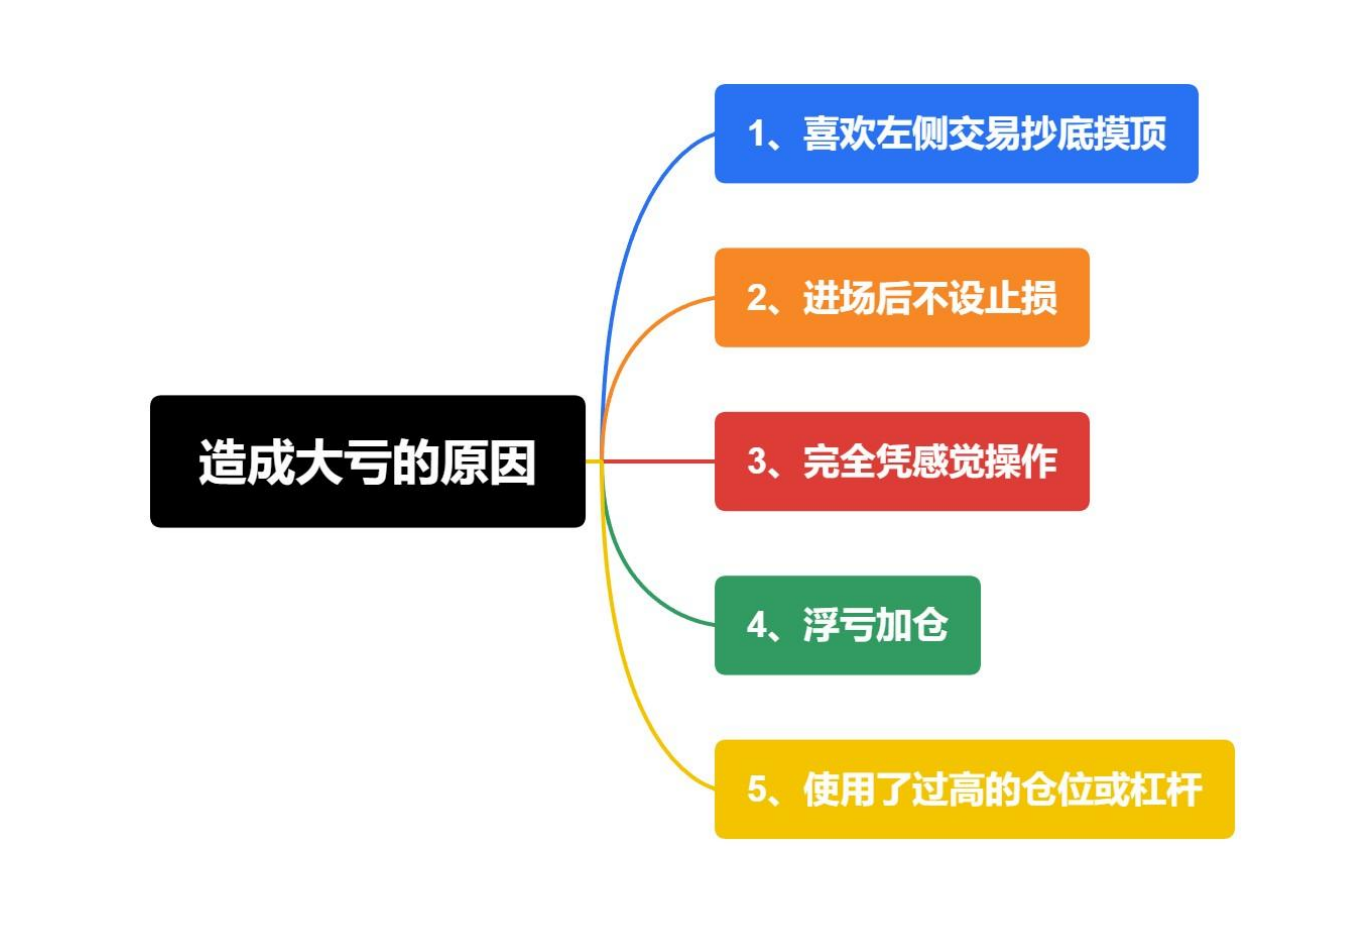 造成大亏的原因
1、喜欢左侧交易抄底摸顶
2、进场后不设止损
3、完全凭感觉操作
4、浮亏加仓
5、使用了过高的仓位或杠杆